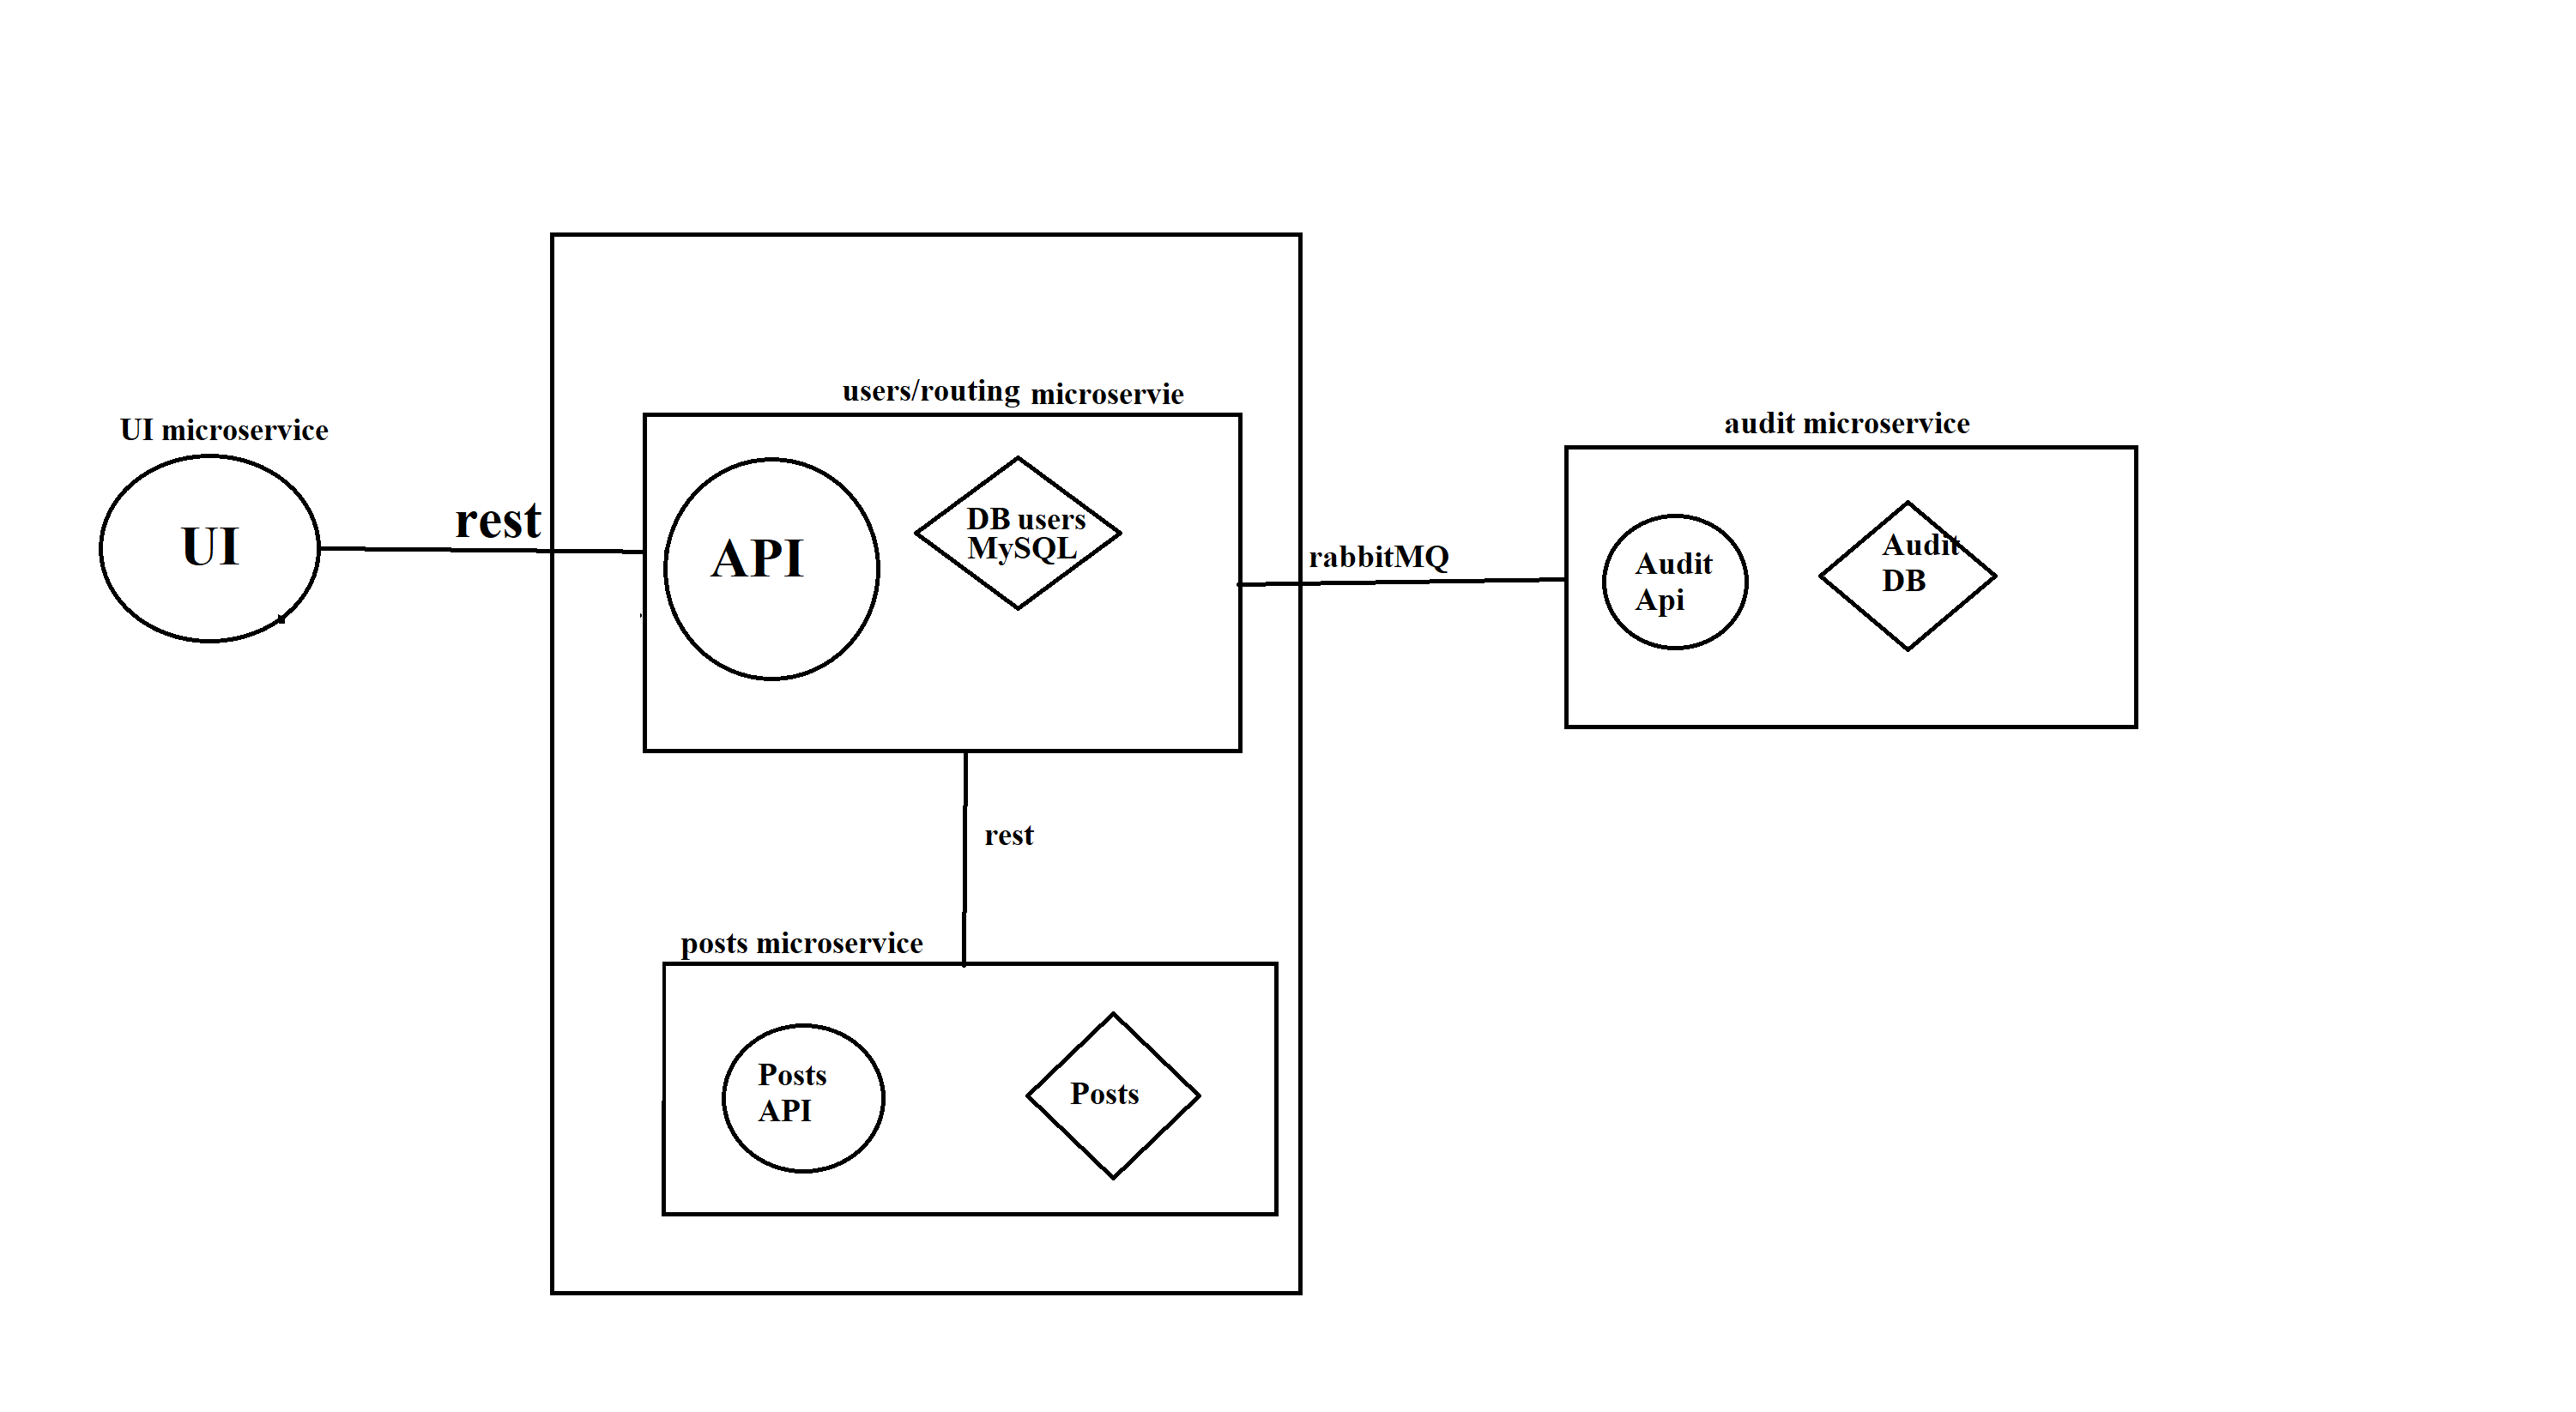 UI microservice
UI
rest
users/routing microservie
API
DB users
MySQL
rabbitMQ
audit microservice
Audit
Api
Audit
DB
rest
posts microservice
Posts
API
Posts